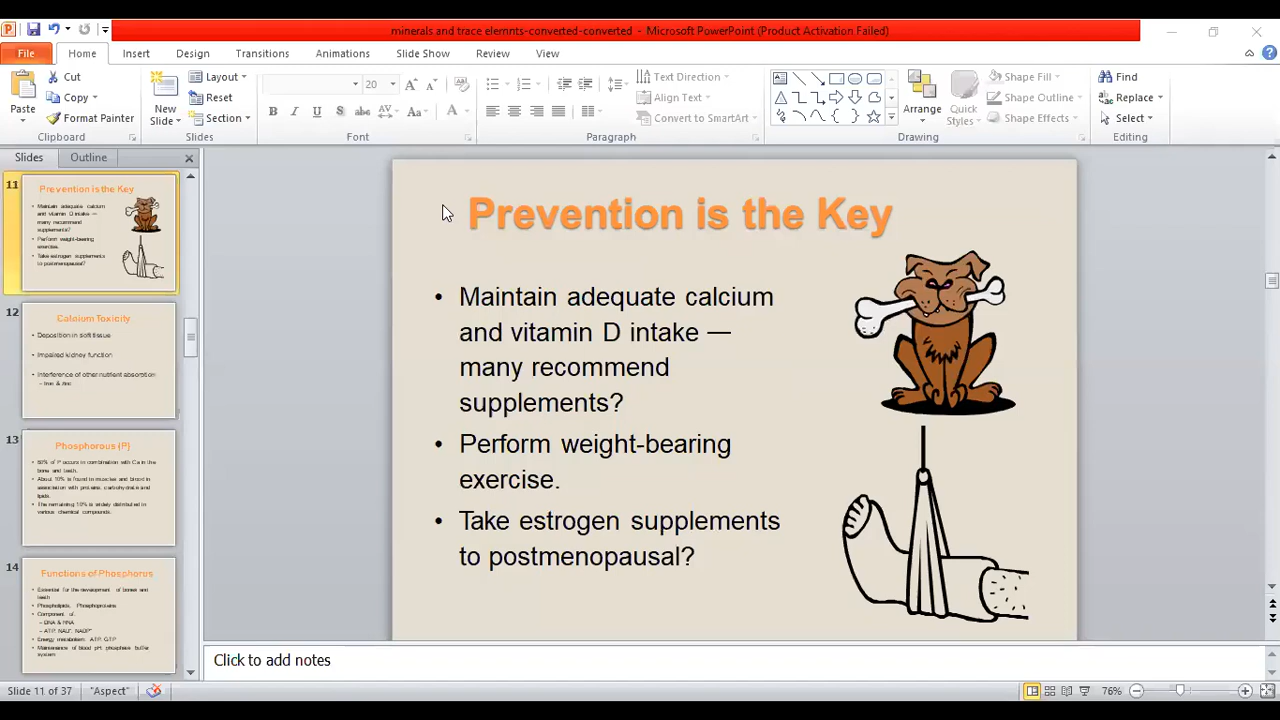 minerals and trace elemnts-converted-converted - Microsoft PowerPoint (Product Activation Failed)
File Home Insert Design Transitions Animations Slide Show Review View
Cut
Copy
Format Painter
Paste
Clipboard
New Slide
Layout
Reset
Section
Slides
20
Font
Text Direction
Align Text
Convert to SmartArt
Paragraph
Arrange
Quick Styles
Shape Fill
Shape Outline
Shape Effects
Drawing
Find
Replace
Select
Editing
Slides Outline
11
Prevention is the Key
Maintain adequate calcium
and vitamin D intake —
many recommend
supplements?
Perform weight-bearing
exercise.
Take estrogen supplements
to postmenopausal?
12
Calcium Toxicity
• Deposition in soft tissue
• Impaired kidney function
• Interference of other nutrient absorption
– Iron & zinc
13
Phosphorous (P)
• 80% of P occurs in combination with Ca in the
bone and teeth.
• About 10% is found in muscles and blood in
association with proteins, carbohydrate and
lipids.
• The remaining 10% is widely distributed in
various chemical compounds.
14
Functions of Phosphorus
• Essential for the development of bones and
teeth
• Phospholipids, Phosphoproteins
• Component of:
– DNA & RNA
– ATP, NAD⁺, NADP⁺
• Energy metabolism: ATP, GTP
• Maintenance of blood pH: phosphate buffer
system
Prevention is the Key
• Maintain adequate calcium
and vitamin D intake —
many recommend
supplements?
• Perform weight-bearing
exercise.
• Take estrogen supplements
to postmenopausal?
Click to add notes
Slide 11 of 37 "Aspect" 76%